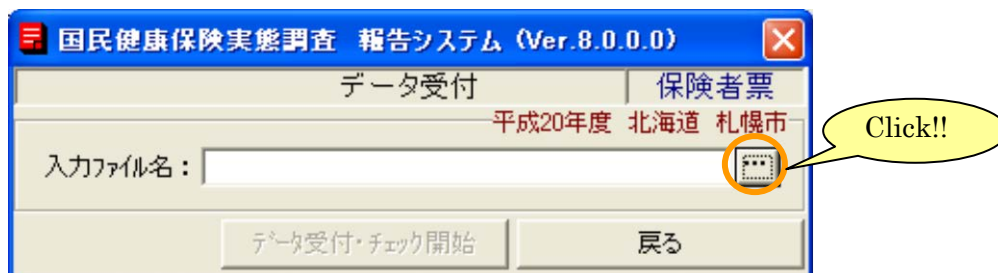 国民健康保険実態調査 報告システム (Ver.8.0.0.0)
データ受付 保険者票
平成20年度 北海道 札幌市
Click!!
入力ファイル名：
データ受付・チェック開始 戻る